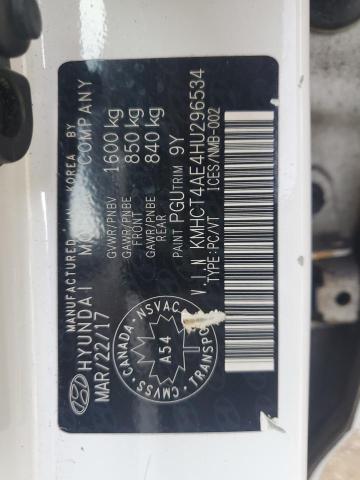 MANUFACTURED IN KOREA BY
HYUNDAI MOTOR COMPANY
MAR/22/17
GVWR/PNBV 1600 kg
GAWR/PNBE FRONT 850 kg
GAWR/PNBE REAR 840 kg
PAINT PGU TRIM 9Y
V.I.N KMHCT4AE4HU296534
TYPE:PC/VT 1CES/NMB-002
CMVSS · CANADA · NSVAC
A54
TRANSPO